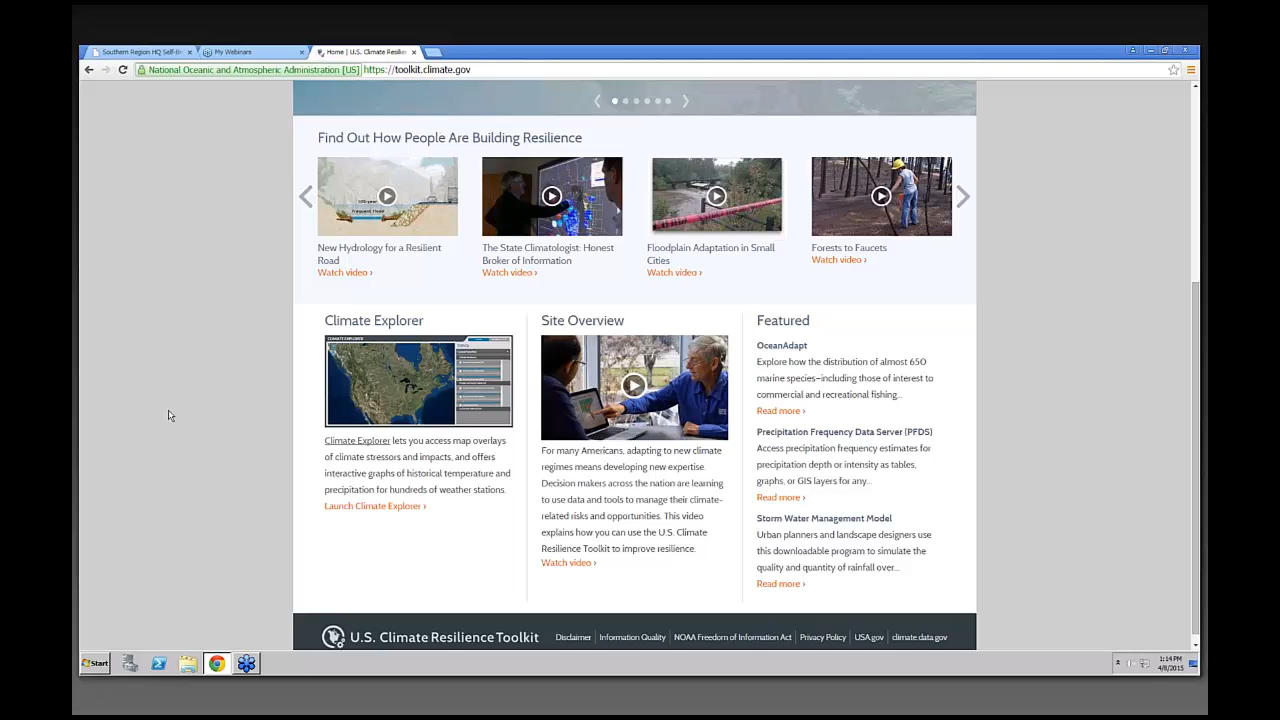 Southern Region HQ Self-Br
My Webinars
Home | U.S. Climate Resilien
National Oceanic and Atmospheric Administration [US]
https://toolkit.climate.gov
Find Out How People Are Building Resilience
New Hydrology for a Resilient
Road
Watch video ›
The State Climatologist: Honest
Broker of Information
Watch video ›
Floodplain Adaptation in Small
Cities
Watch video ›
Forests to Faucets
Watch video ›
Climate Explorer
CLIMATE EXPLORER
Climate Explorer lets you access map overlays
of climate stressors and impacts, and offers
interactive graphs of historical temperature and
precipitation for hundreds of weather stations.
Launch Climate Explorer ›
Site Overview
For many Americans, adapting to new climate
regimes means developing new expertise.
Decision makers across the nation are learning
to use data and tools to manage their climate-
related risks and opportunities. This video
explains how you can use the U.S. Climate
Resilience Toolkit to improve resilience.
Watch video ›
Featured
OceanAdapt
Explore how the distribution of almost 650
marine species—including those of interest to
commercial and recreational fishing...
Read more ›
Precipitation Frequency Data Server (PFDS)
Access precipitation frequency estimates for
precipitation depth or intensity as tables,
graphs, or GIS layers for any...
Read more ›
Storm Water Management Model
Urban planners and landscape designers use
this downloadable program to simulate the
quality and quantity of rainfall over...
Read more ›
U.S. Climate Resilience Toolkit
Disclaimer | Information Quality | NOAA Freedom of Information Act | Privacy Policy | USA.gov | climate.data.gov
Start
1:14 PM
4/8/2015